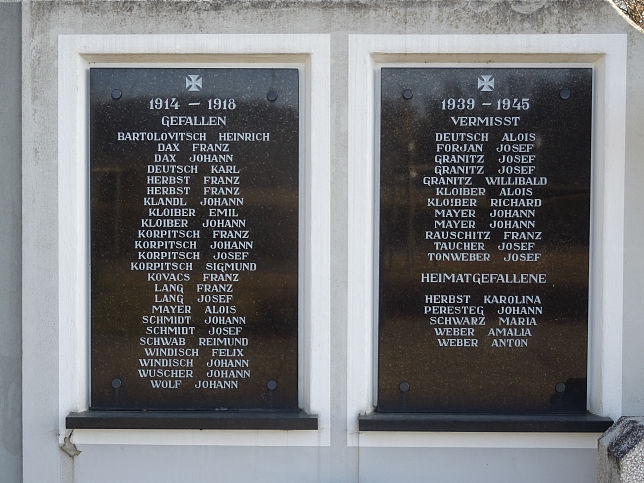 1914 - 1918
GEFALLEN
BARTOLOVITSCH HEINRICH
DAX FRANZ
DAX JOHANN
DEUTSCH KARL
HERBST FRANZ
HERBST FRANZ
KLANDL JOHANN
KLOIBER EMIL
KLOIBER JOHANN
KORPITSCH FRANZ
KORPITSCH JOHANN
KORPITSCH JOSEF
KORPITSCH SIGMUND
KOVACS FRANZ
LANG FRANZ
LANG JOSEF
MAYER ALOIS
SCHMIDT JOHANN
SCHMIDT JOSEF
SCHWAB REIMUND
WINDISCH FELIX
WINDISCH JOHANN
WUSCHER JOHANN
WOLF JOHANN
1939 - 1945
VERMISST
DEUTSCH ALOIS
FORJAN JOSEF
GRANITZ JOSEF
GRANITZ JOSEF
GRANITZ WILLIBALD
KLOIBER ALOIS
KLOIBER RICHARD
MAYER JOHANN
MAYER JOHANN
RAUSCHITZ FRANZ
TAUCHER JOSEF
TONWEBER JOSEF
HEIMATGEFALLENE
HERBST KAROLINA
PERESTEG JOHANN
SCHWARZ MARIA
WEBER AMALIA
WEBER ANTON